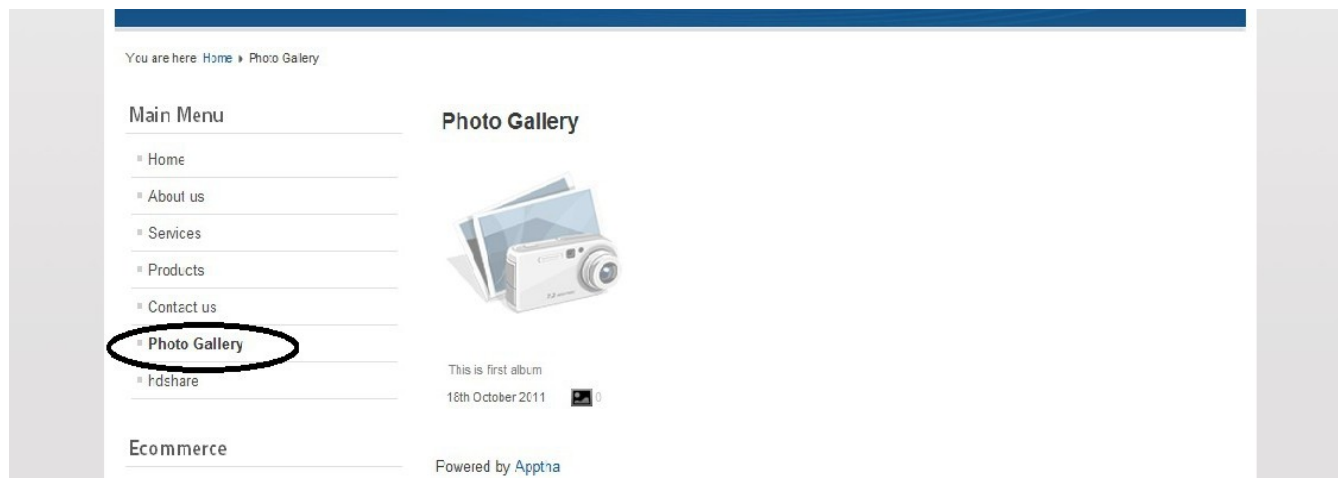 You are here: Home Photo Gallery
Main Menu
Home
About us
Services
Products
Contact us
Photo Gallery
hdshare
Ecommerce
Photo Gallery
This is first album
18th October 2011 0
Powered by Apptha